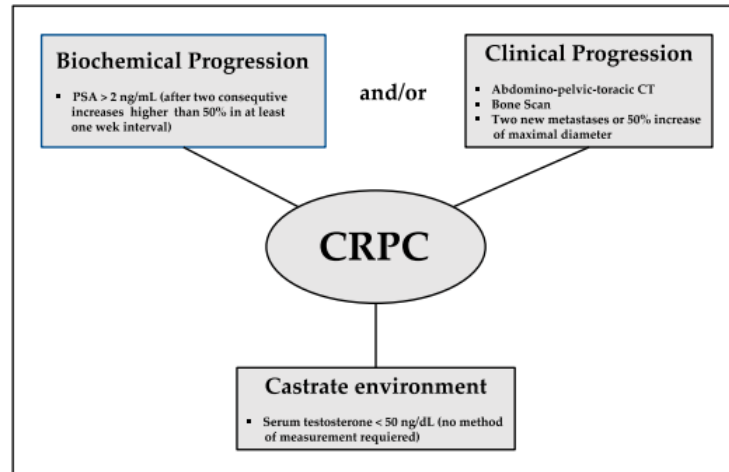 Biochemical Progression
▪ PSA > 2 ng/mL (after two consequtive
increases higher than 50% in at least
one wek interval)
and/or
Clinical Progression
▪ Abdomino-pelvic-toracic CT
▪ Bone Scan
▪ Two new metastases or 50% increase
of maximal diameter
CRPC
Castrate environment
▪ Serum testosterone < 50 ng/dL (no method
of measurement requiered)